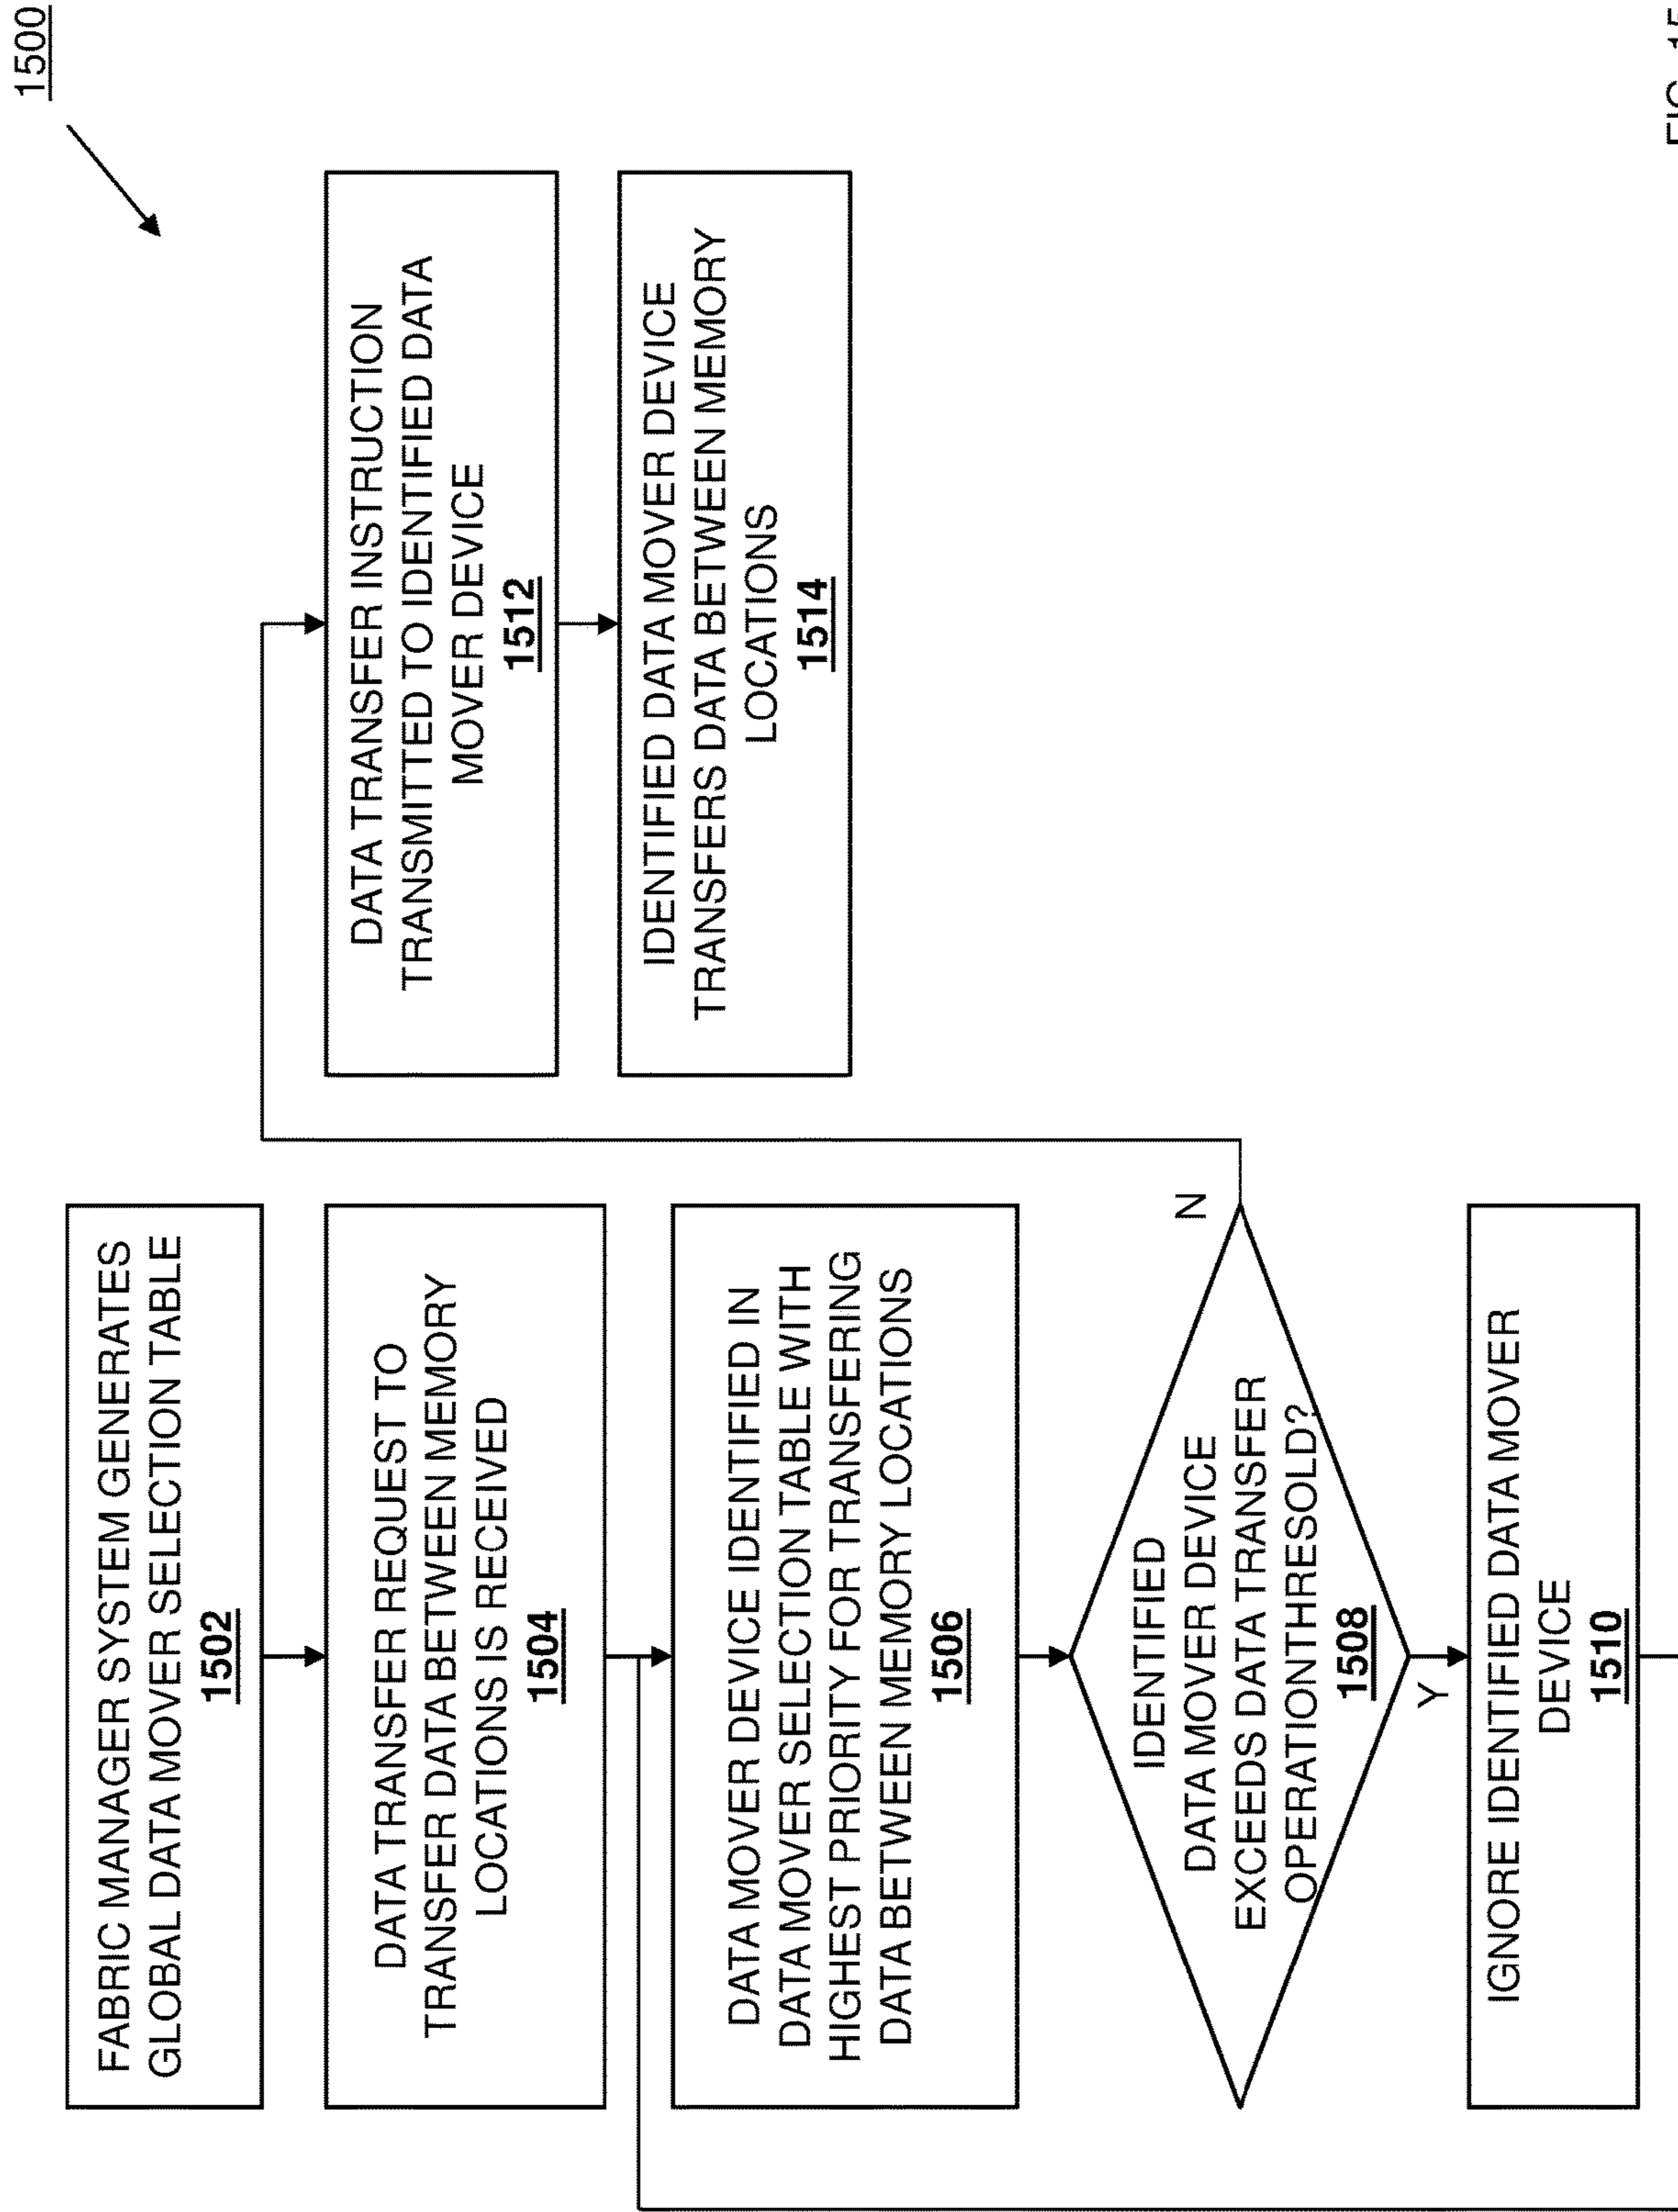 1500
FABRIC MANAGER SYSTEM GENERATES
GLOBAL DATA MOVER SELECTION TABLE
1502
DATA TRANSFER REQUEST TO
TRANSFER DATA BETWEEN MEMORY
LOCATIONS IS RECEIVED
1504
DATA MOVER DEVICE IDENTIFIED IN
DATA MOVER SELECTION TABLE WITH
HIGHEST PRIORITY FOR TRANSFERING
DATA BETWEEN MEMORY LOCATIONS
1506
IDENTIFIED
DATA MOVER DEVICE
EXCEEDS DATA TRANSFER
OPERATIONTHRESOLD?
1508
N
Y
IGNORE IDENTIFIED DATA MOVER
DEVICE
1510
DATA TRANSFER INSTRUCTION
TRANSMITTED TO IDENTIFIED DATA
MOVER DEVICE
1512
IDENTIFIED DATA MOVER DEVICE
TRANSFERS DATA BETWEEN MEMORY
LOCATIONS
1514